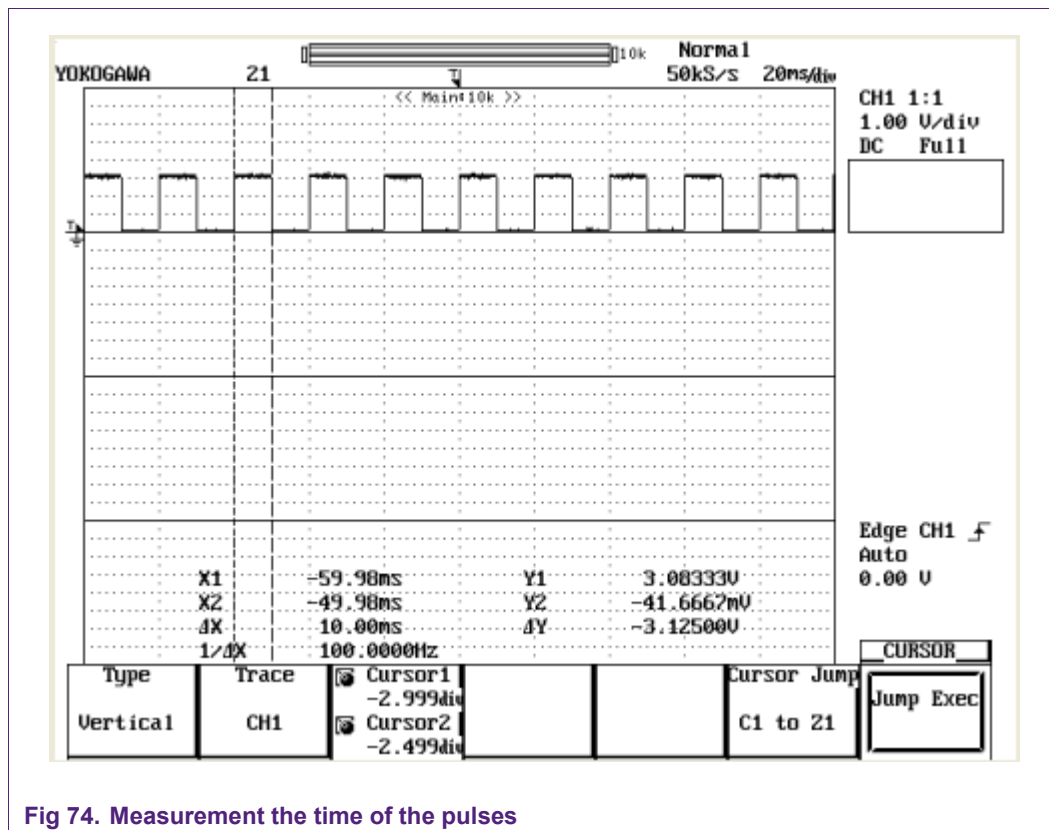 10k Normal
YOKOGAWA 21 50kS/s 20ms/div
<< Main:10k >>
CH1 1:1
1.00 V/div
DC Full
Edge CH1
Auto
0.00 V
X1 -59.98ms Y1 3.08333V
X2 -49.98ms Y2 -41.6667mV
ΔX 10.00ms ΔY -3.12500V
1/ΔX 100.0000Hz
CURSOR
Type Trace Cursor1 Cursor Jump
-2.999div Jump Exec
Vertical CH1 Cursor2 C1 to Z1
-2.499div
Fig 74. Measurement the time of the pulses